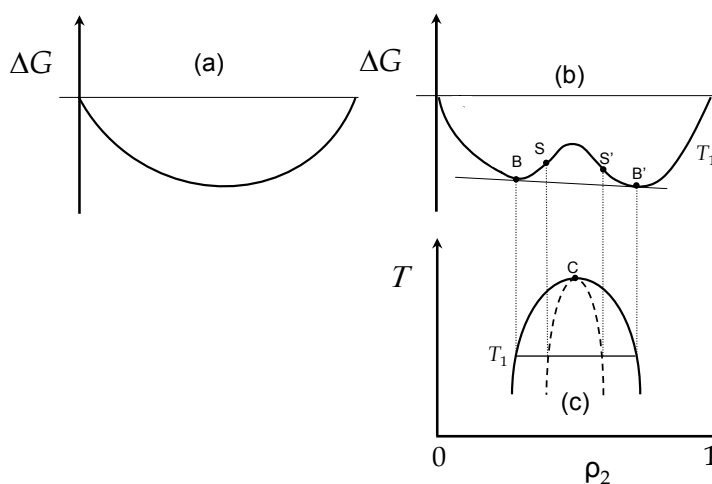 ΔG
(a)
ΔG
(b)
B
S
S'
B'
T₁
T
C
T₁
(c)
0
ρ₂
1